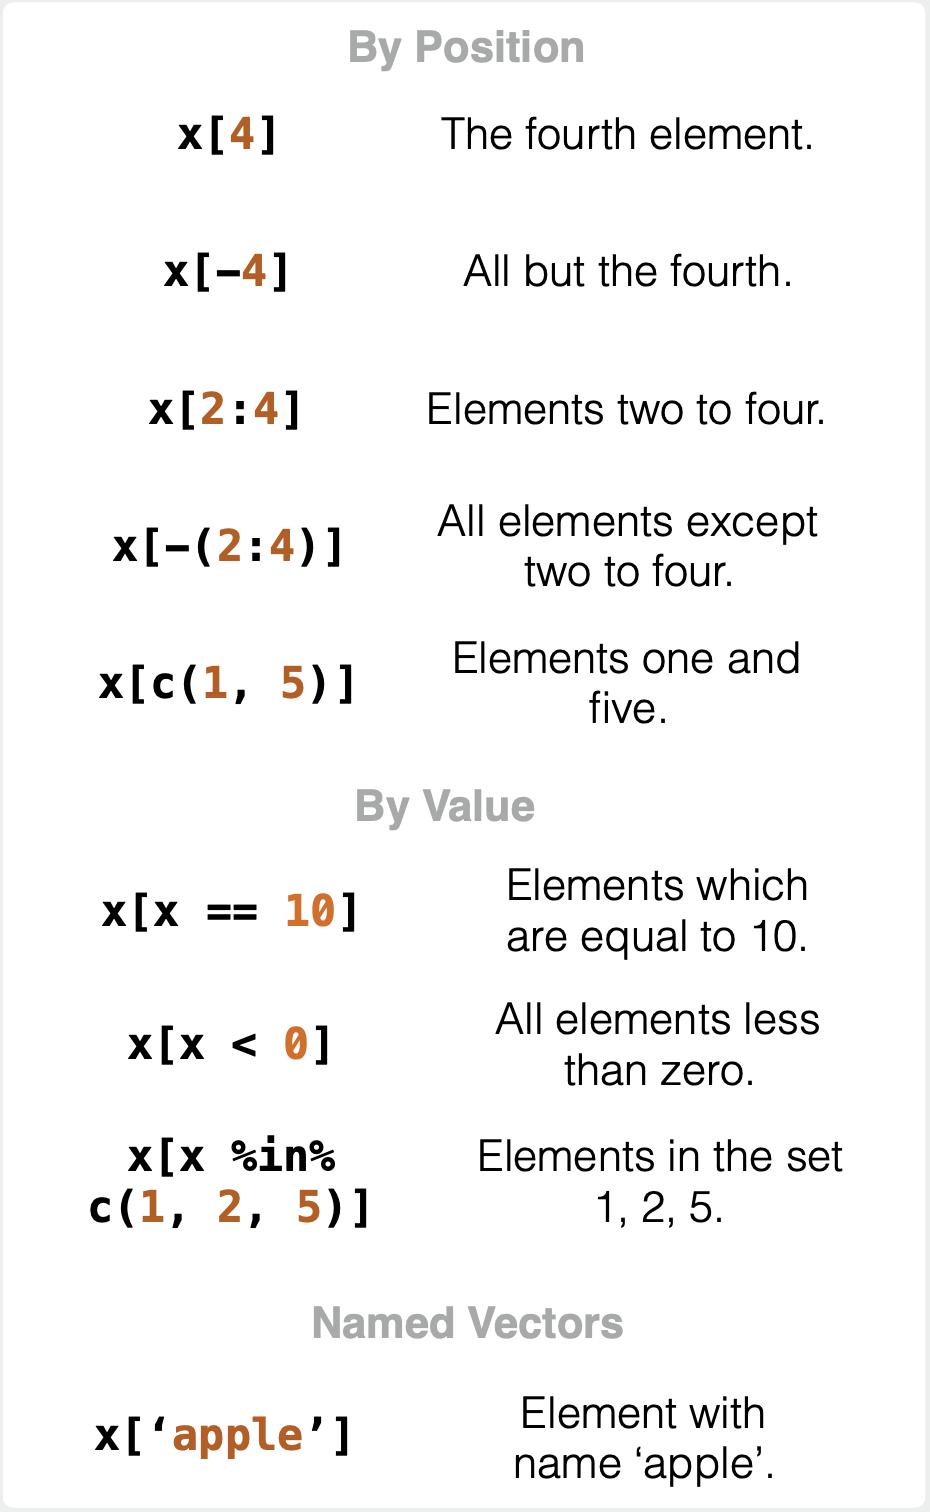 By Position
x[4] The fourth element.
x[-4] All but the fourth.
x[2:4] Elements two to four.
x[-(2:4)] All elements except
two to four.
x[c(1, 5)] Elements one and
five.
By Value
x[x == 10] Elements which
are equal to 10.
x[x < 0] All elements less
than zero.
x[x %in% Elements in the set
c(1, 2, 5)] 1, 2, 5.
Named Vectors
x[‘apple’] Element with
name ‘apple’.